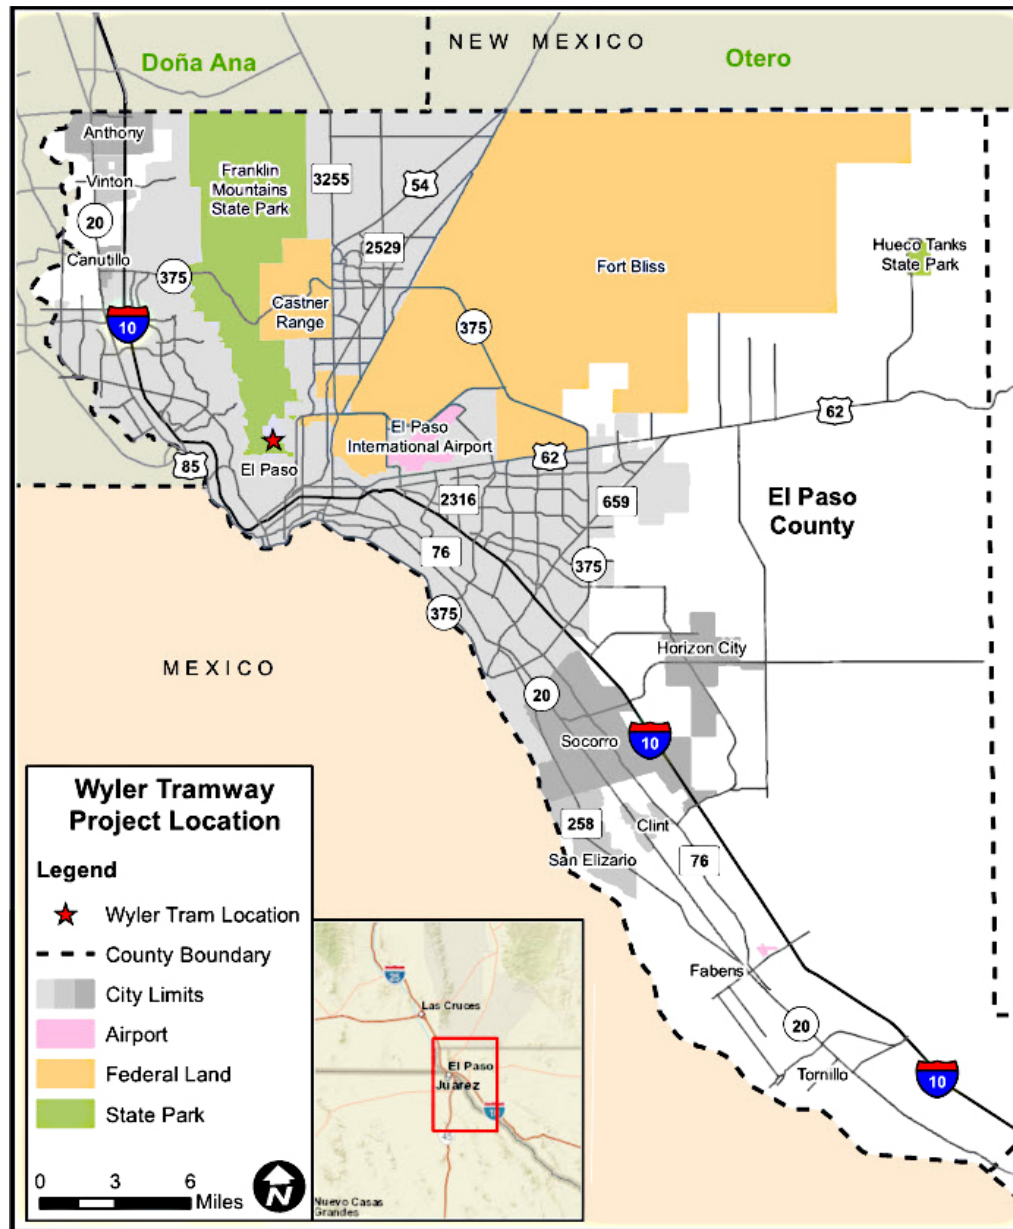 NEW MEXICO
Doña Ana
Otero
Anthony
Vinton
20
Canutillo
375
10
Franklin
Mountains
State Park
3255
54
2529
Castner
Range
375
Fort Bliss
Hueco Tanks
State Park
62
El Paso
International Airport
El Paso
85
62
2316
659
76
375
375
El Paso
County
MEXICO
Horizon City
20
Socorro
10
258
Clint
San Elizario
76
Fabens
20
Tornillo
10
Wyler Tramway
Project Location
Legend
Wyler Tram Location
County Boundary
City Limits
Airport
Federal Land
State Park
0 3 6
Miles
N
25
Las Cruces
El Paso
Juárez
10
45
Nuevo Casas
Grandes